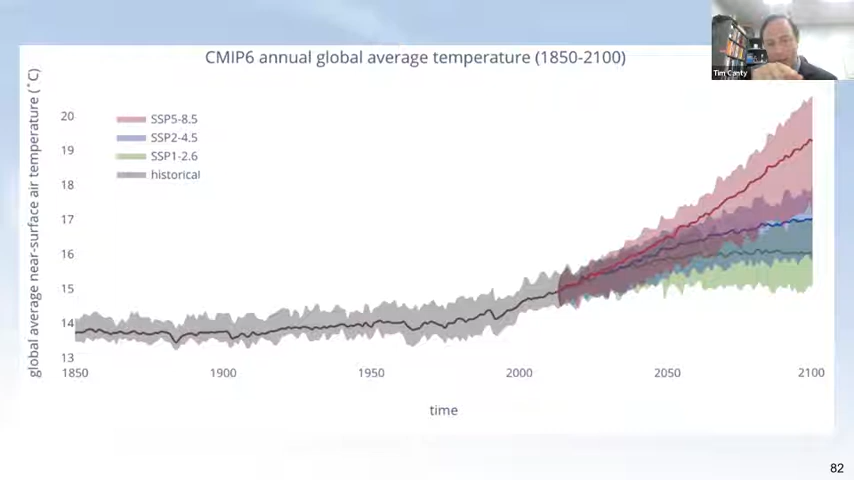 CMIP6 annual global average temperature (1850-2100)
Tim Canty
global average near-surface air temperature (˚C)
20
19
18
17
16
15
14
13
SSP5-8.5
SSP2-4.5
SSP1-2.6
historical
1850 1900 1950 2000 2050 2100
time
82